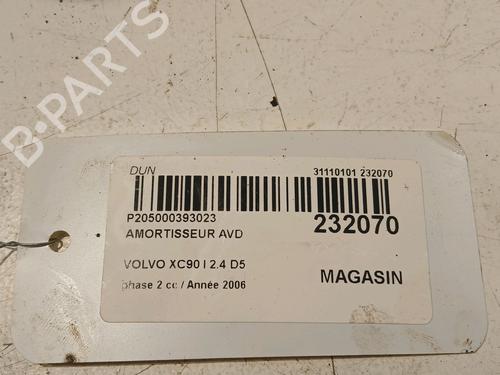 B-PARTS
DUN
31110101 232070
P205000393023
232070
AMORTISSEUR AVD
VOLVO XC90 I 2.4 D5
MAGASIN
phase 2 cc / Année 2006